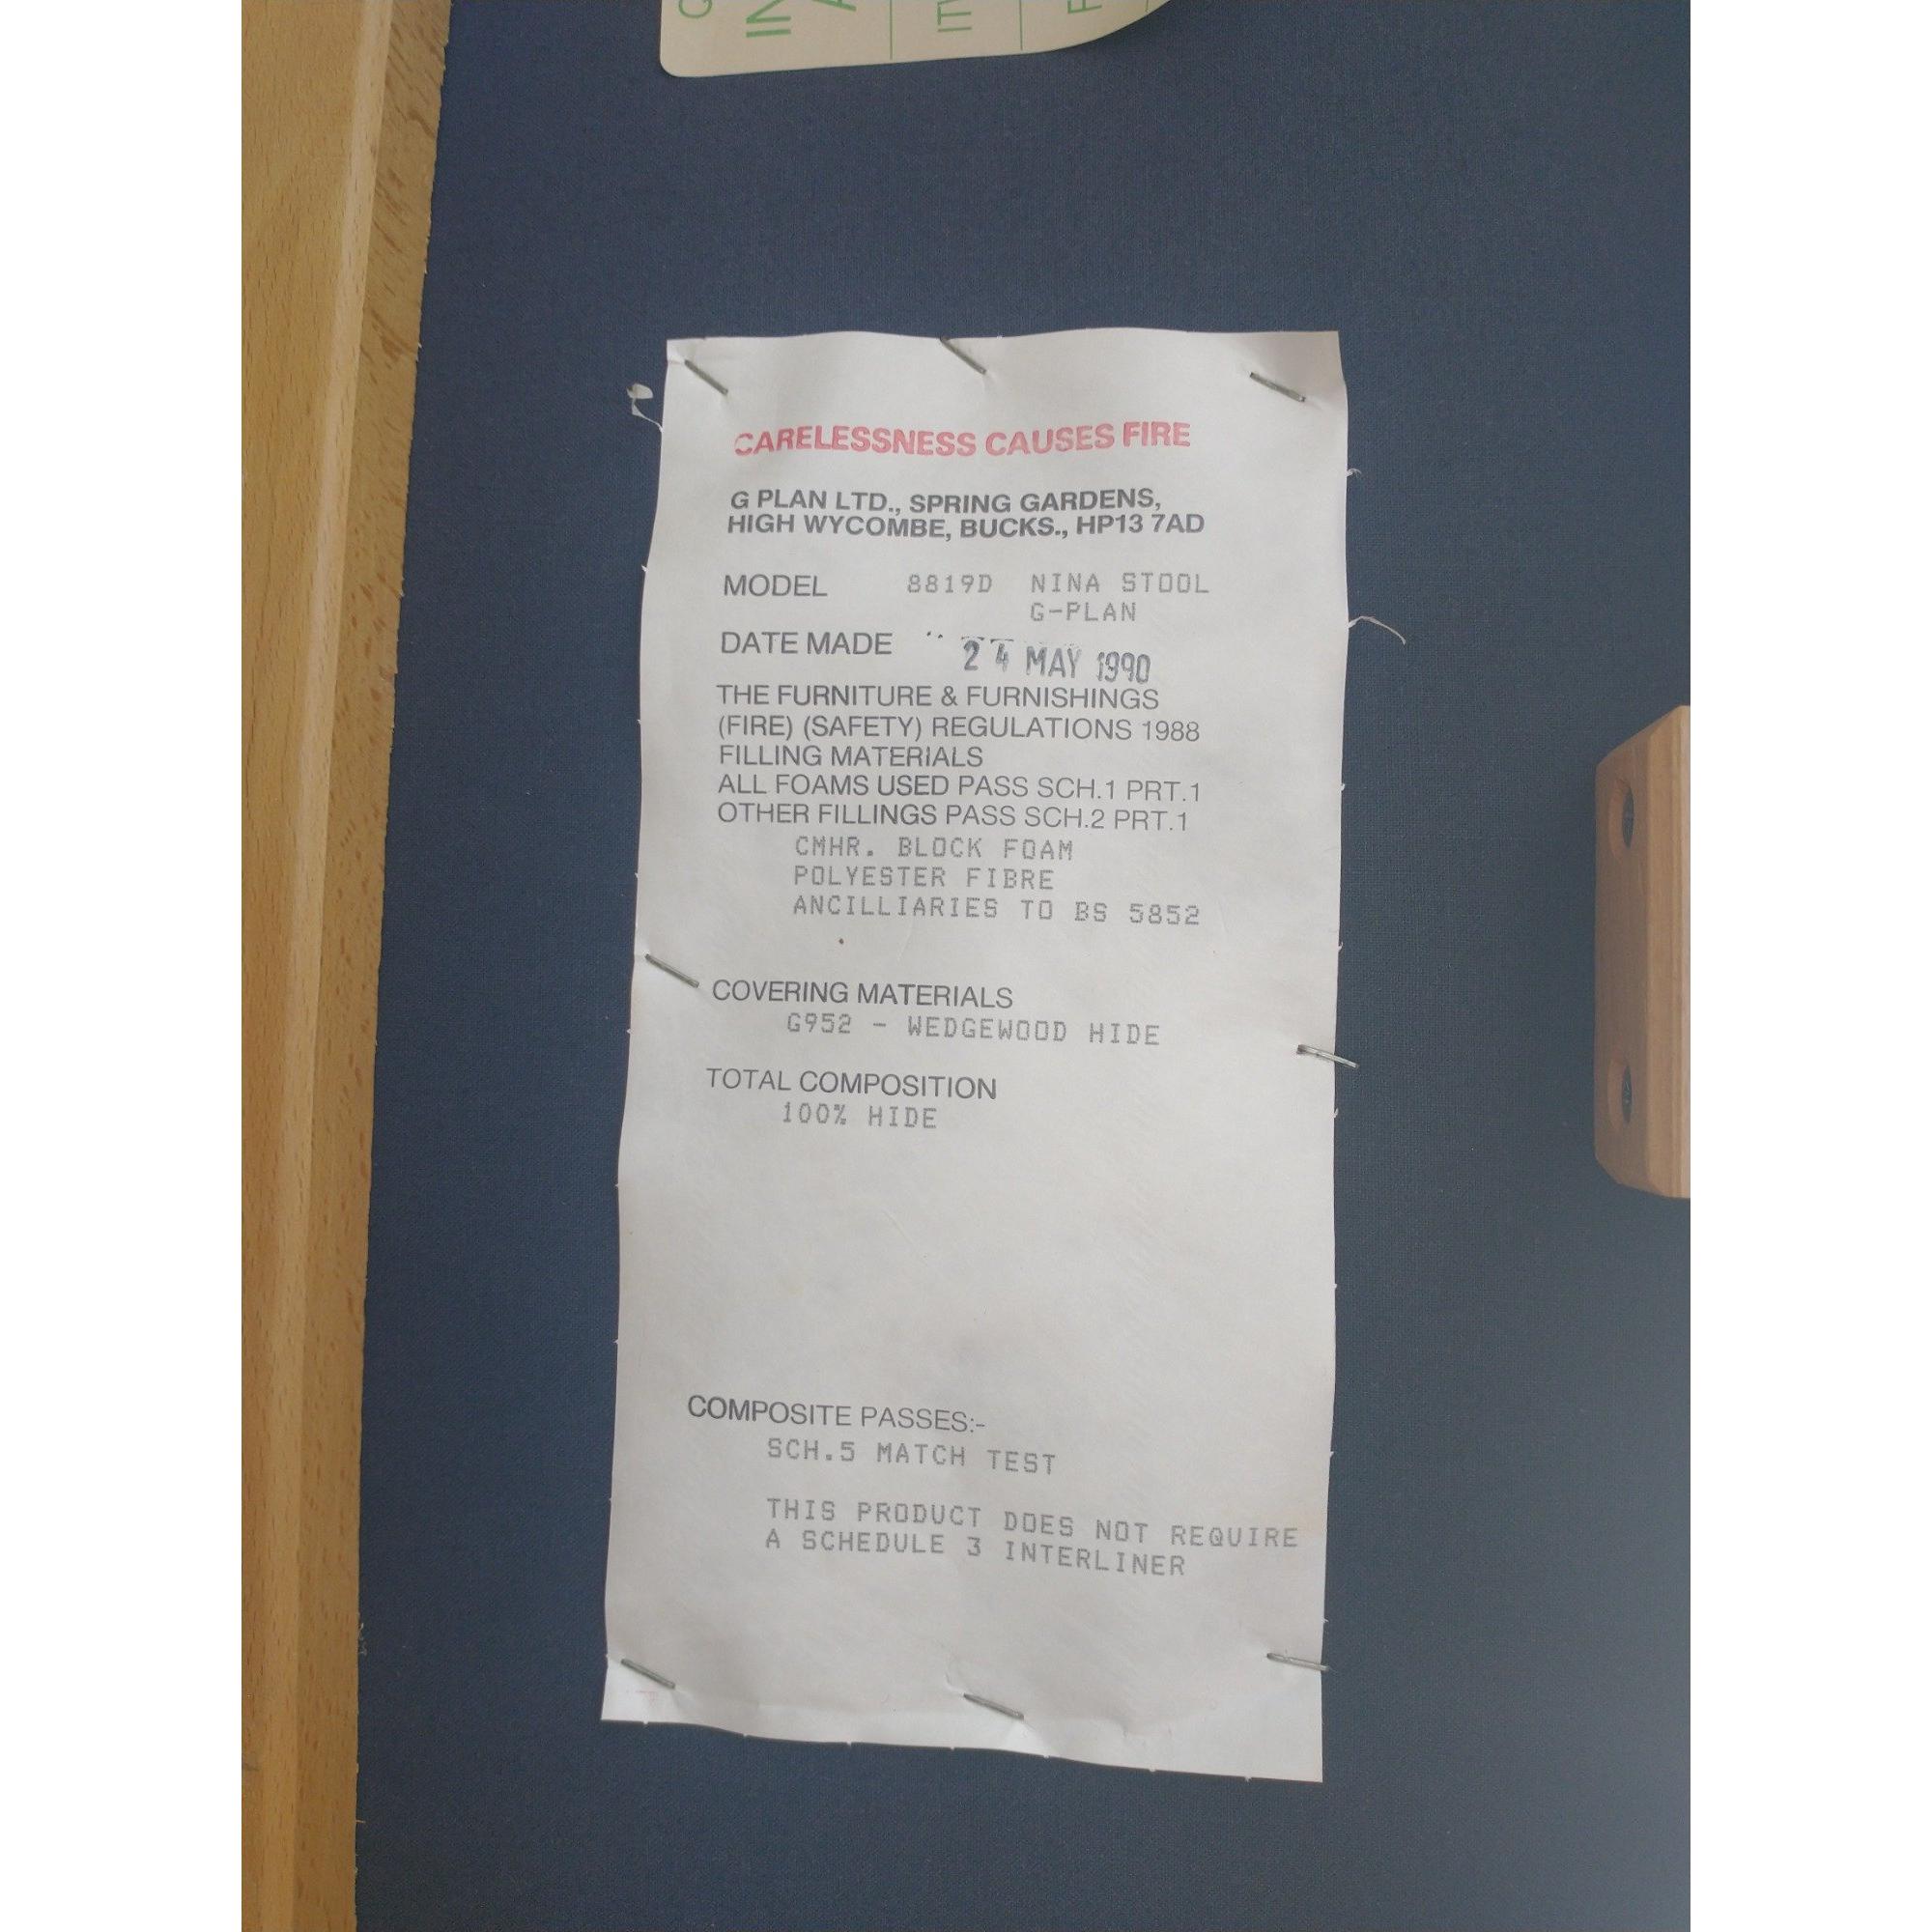 CARELESSNESS CAUSES FIRE
G PLAN LTD., SPRING GARDENS,
HIGH WYCOMBE, BUCKS., HP13 7AD
MODEL 8819D NINA STOOL
G-PLAN
DATE MADE 24 MAY 1990
THE FURNITURE & FURNISHINGS
(FIRE) (SAFETY) REGULATIONS 1988
FILLING MATERIALS
ALL FOAMS USED PASS SCH.1 PRT.1
OTHER FILLINGS PASS SCH.2 PRT.1
CMHR. BLOCK FOAM
POLYESTER FIBRE
ANCILLIARIES TO BS 5852
COVERING MATERIALS
G952 - WEDGEWOOD HIDE
TOTAL COMPOSITION
100% HIDE
COMPOSITE PASSES:-
SCH.5 MATCH TEST
THIS PRODUCT DOES NOT REQUIRE
A SCHEDULE 3 INTERLINER